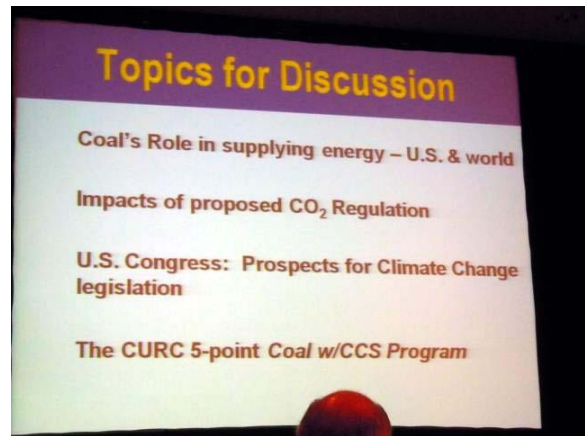 Topics for Discussion
Coal's Role in supplying energy – U.S. & world
Impacts of proposed CO₂ Regulation
U.S. Congress: Prospects for Climate Change
legislation
The CURC 5-point Coal w/CCS Program